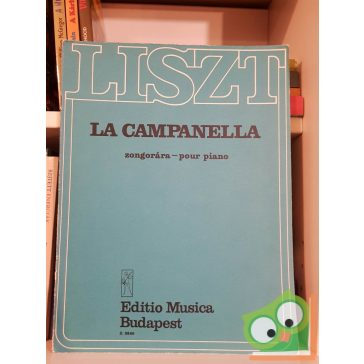 LISZT
LA CAMPANELLA
zongorára—pour piano
Editio Musica
Budapest